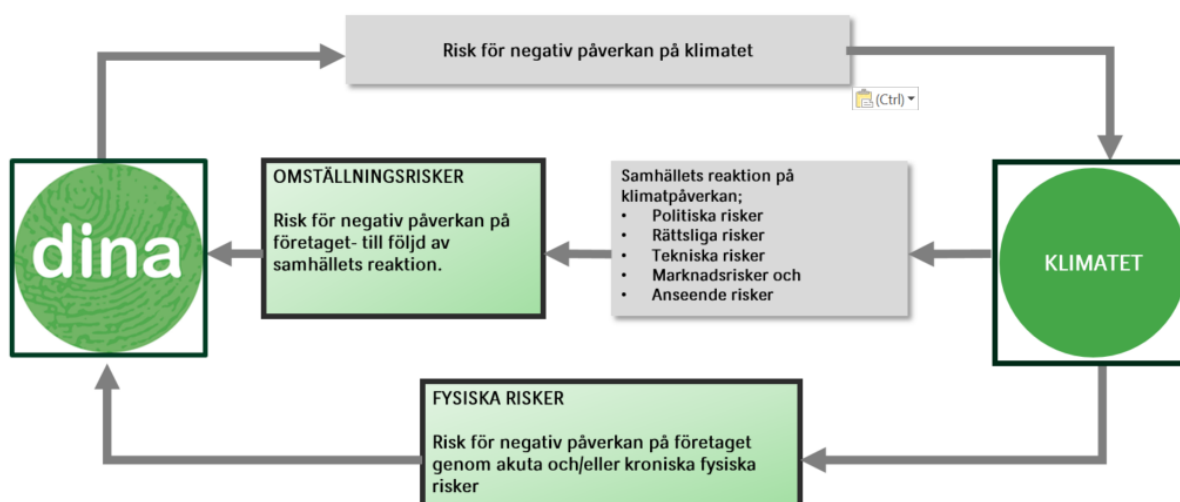 Risk för negativ påverkan på klimatet
(Ctrl)
dina
OMSTÄLLNINGSRISKER
Risk för negativ påverkan på
företaget- till följd av
samhällets reaktion.
Samhällets reaktion på
klimatpåverkan;
• Politiska risker
• Rättsliga risker
• Tekniska risker
• Marknadsrisker och
• Anseende risker
KLIMATET
FYSISKA RISKER
Risk för negativ påverkan på företaget
genom akuta och/eller kroniska fysiska
risker